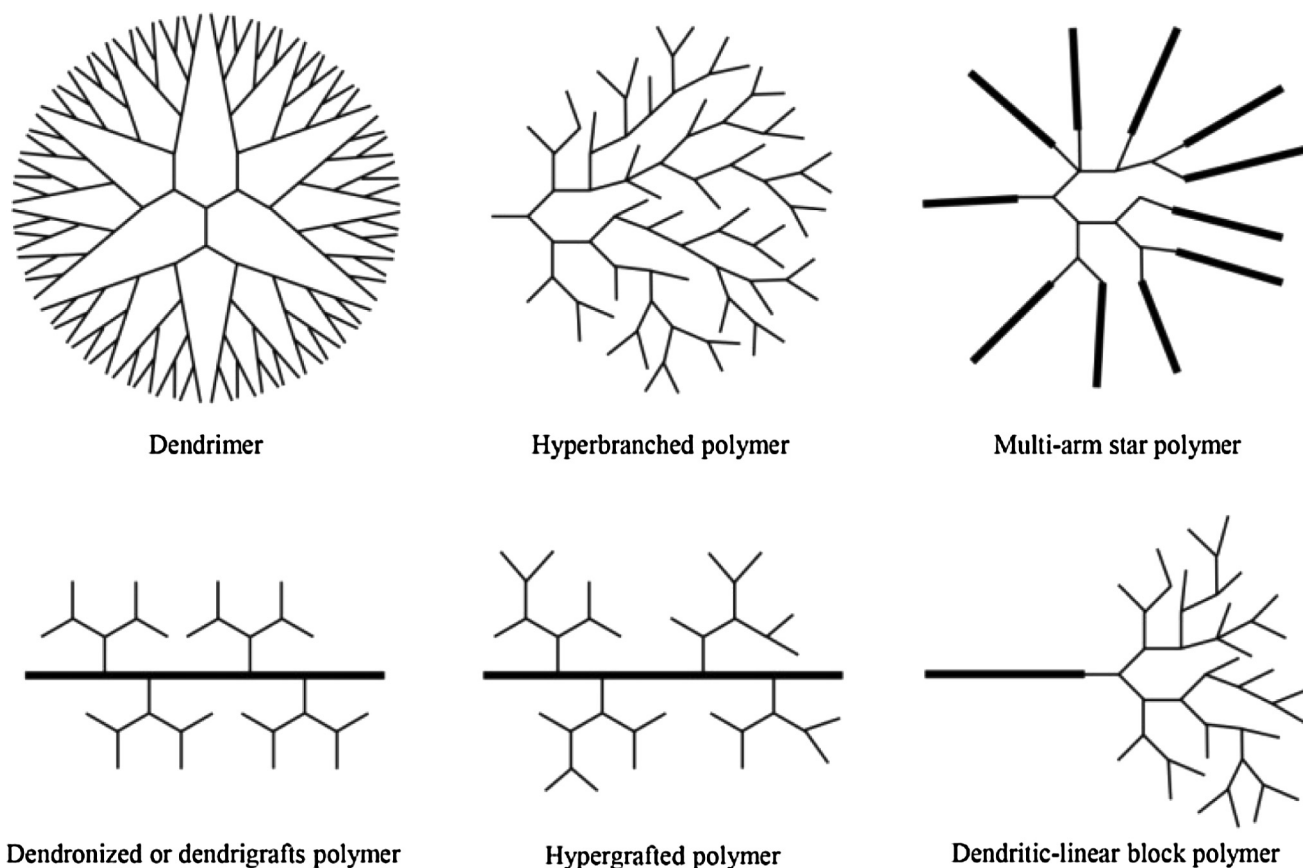 Dendrimer
Hyperbranched polymer
Multi-arm star polymer
Dendronized or dendrigrafts polymer
Hypergrafted polymer
Dendritic-linear block polymer